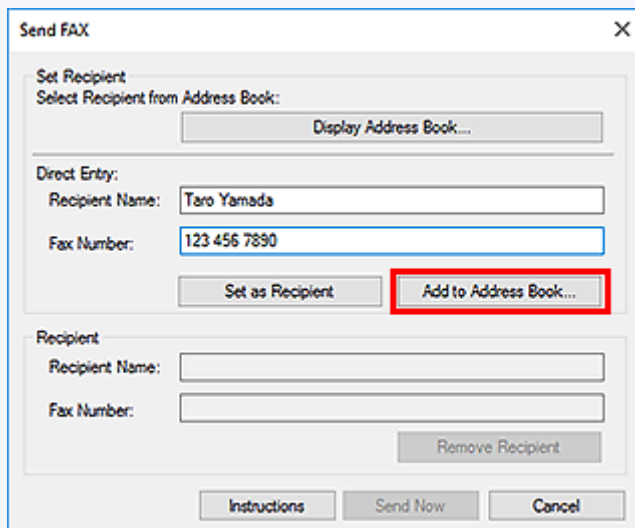 Send FAX
Set Recipient
Select Recipient from Address Book:
Display Address Book...
Direct Entry:
Recipient Name: Taro Yamada
Fax Number: 123 456 7890
Set as Recipient Add to Address Book...
Recipient
Recipient Name:
Fax Number:
Remove Recipient
Instructions Send Now Cancel